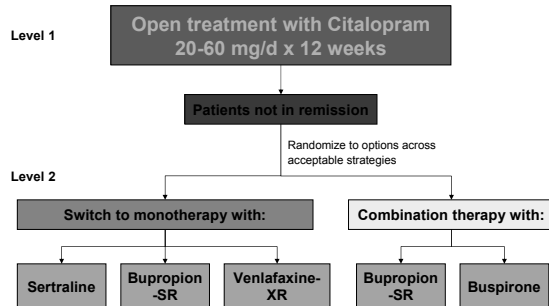 Level 1
Open treatment with Citalopram
20-60 mg/d x 12 weeks
Patients not in remission
Randomize to options across
acceptable strategies
Level 2
Switch to monotherapy with:
Combination therapy with:
Sertraline
Bupropion
-SR
Venlafaxine-
XR
Bupropion
-SR
Buspirone